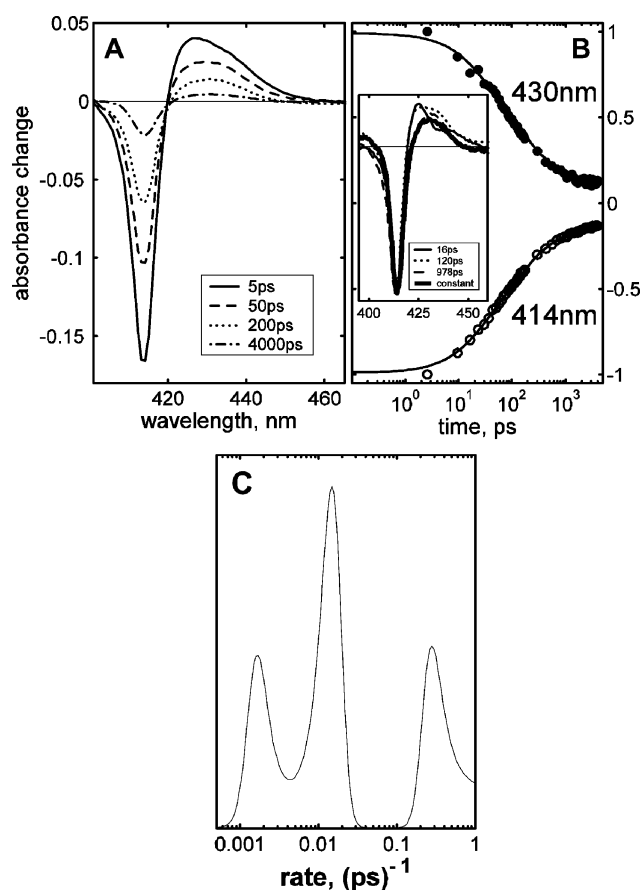 A
0.05
0
-0.05
-0.1
-0.15
absorbance change
5ps
50ps
200ps
4000ps
420 440 460
wavelength, nm
B
430nm
414nm
1
0.5
0
-0.5
-1
16ps
120ps
978ps
constant
400 425 450
10^0 10^1 10^2 10^3
time, ps
C
0.001 0.01 0.1 1
rate, (ps)^-1